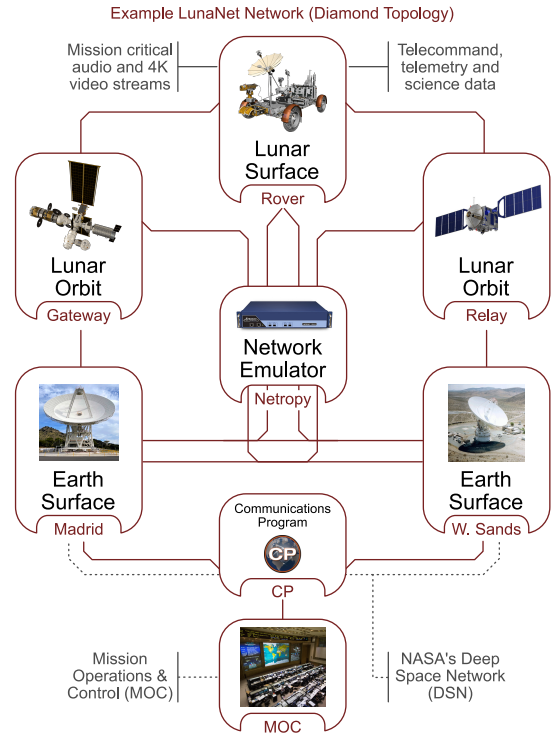 Example LunaNet Network (Diamond Topology)
Mission critical
audio and 4K
video streams
Telecommand,
telemetry and
science data
Lunar
Surface
Rover
Lunar
Orbit
Gateway
Lunar
Orbit
Relay
Network
Emulator
Netropy
Earth
Surface
Madrid
Earth
Surface
W. Sands
Communications
Program
CP
CP
Mission
Operations &
Control (MOC)
NASA's Deep
Space Network
(DSN)
MOC